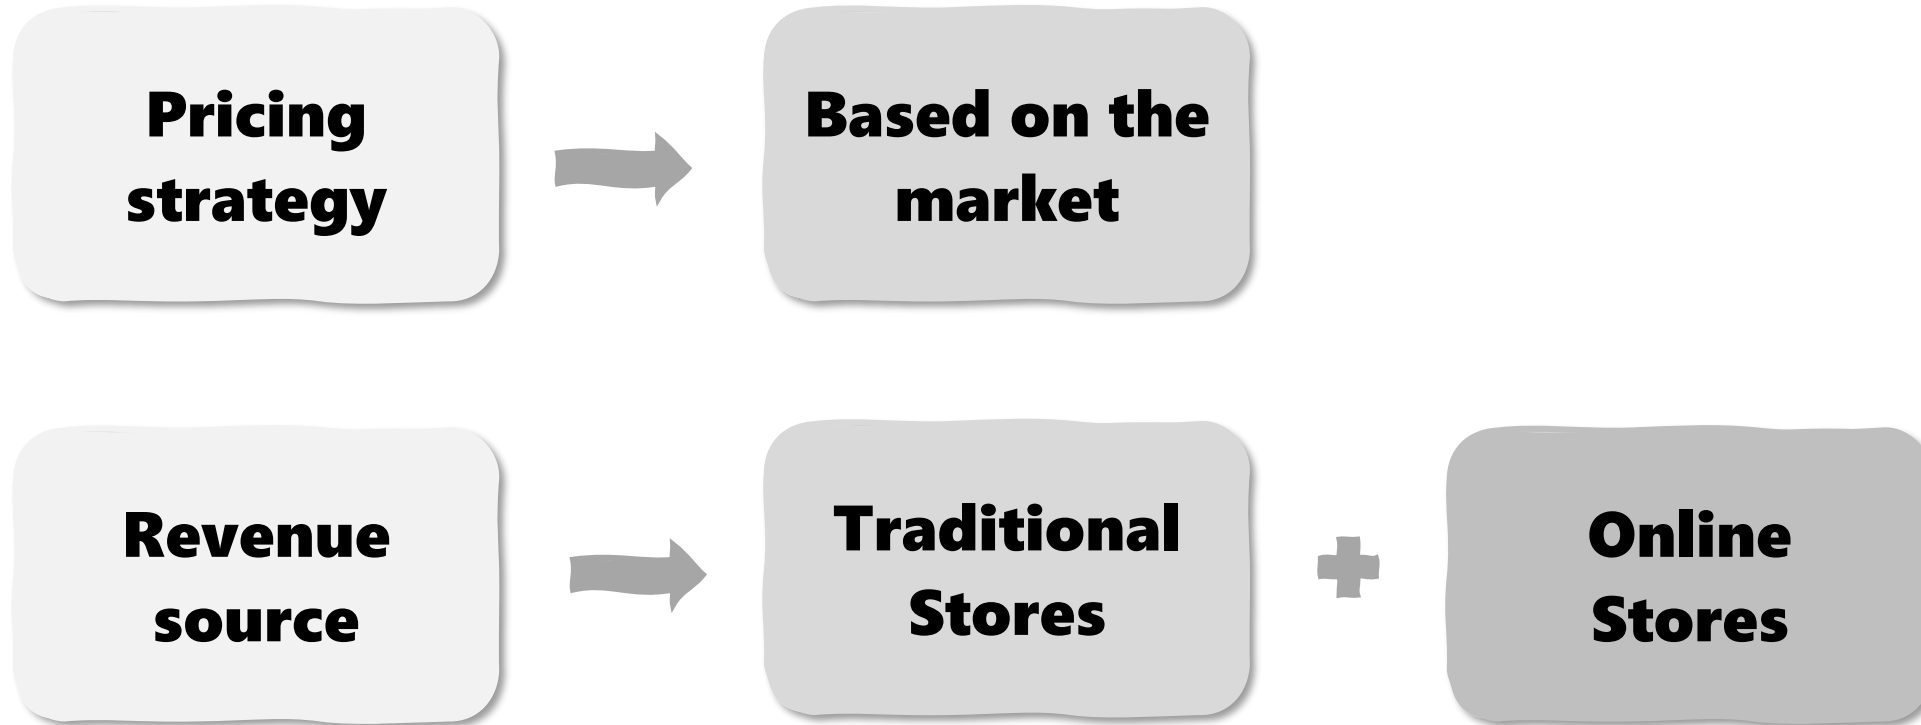 Pricing
strategy
Based on the
market
Revenue
source
Traditional
Stores
Online
Stores